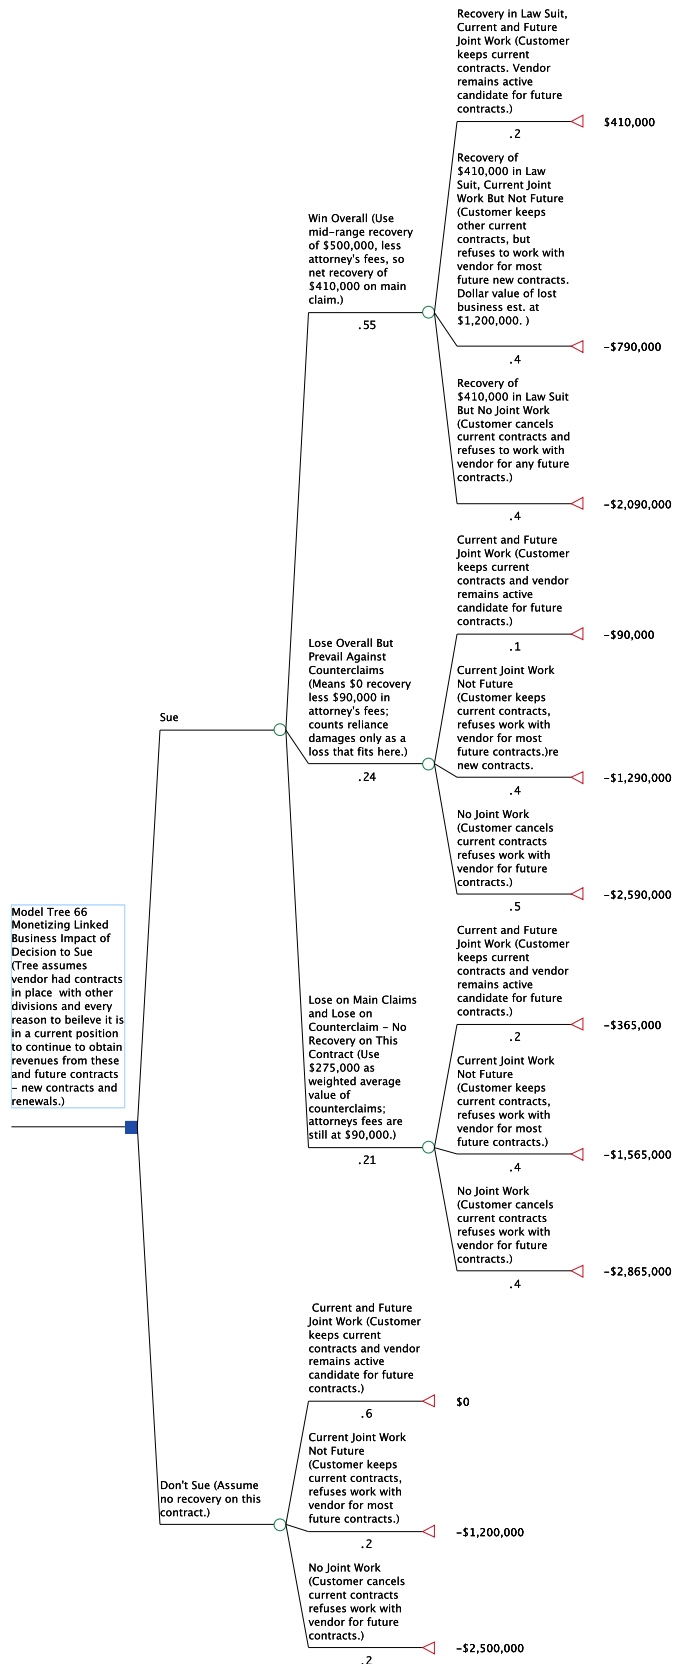 Recovery in Law Suit,
Current and Future
Joint Work (Customer
keeps current
contracts. Vendor
remains active
candidate for future
contracts.)
$410,000
.2
Recovery of
$410,000 in Law
Suit, Current Joint
Work But Not Future
(Customer keeps
other current
contracts, but
refuses to work with
vendor for most
future new contracts.
Dollar value of lost
business est. at
$1,200,000. )
-$790,000
.4
Win Overall (Use
mid-range recovery
of $500,000, less
attorney's fees, so
net recovery of
$410,000 on main
claim.)
.55
Recovery of
$410,000 in Law Suit
But No Joint Work
(Customer cancels
current contracts and
refuses to work with
vendor for any future
contracts.)
-$2,090,000
.4
Current and Future
Joint Work (Customer
keeps current
contracts and vendor
remains active
candidate for future
contracts.)
-$90,000
.1
Lose Overall But
Prevail Against
Counterclaims
(Means $0 recovery
less $90,000 in
attorney's fees;
counts reliance
damages only as a
loss that fits here.)
.24
Current Joint Work
Not Future
(Customer keeps
current contracts,
refuses work with
vendor for most
future contracts.)re
new contracts.
-$1,290,000
.4
Sue
No Joint Work
(Customer cancels
current contracts
refuses work with
vendor for future
contracts.)
-$2,590,000
.5
Model Tree 66
Monetizing Linked
Business Impact of
Decision to Sue
(Tree assumes
vendor had contracts
in place  with other
divisions and every
reason to beileve it is
in a current position
to continue to obtain
revenues from these
and future contracts
- new contracts and
renewals.)
Current and Future
Joint Work (Customer
keeps current
contracts and vendor
remains active
candidate for future
contracts.)
-$365,000
.2
Lose on Main Claims
and Lose on
Counterclaim - No
Recovery on This
Contract (Use
$275,000 as
weighted average
value of
counterclaims;
attorneys fees are
still at $90,000.)
.21
Current Joint Work
Not Future
(Customer keeps
current contracts,
refuses work with
vendor for most
future contracts.)
-$1,565,000
.4
No Joint Work
(Customer cancels
current contracts
refuses work with
vendor for future
contracts.)
-$2,865,000
.4
Current and Future
Joint Work (Customer
keeps current
contracts and vendor
remains active
candidate for future
contracts.)
$0
.6
Don't Sue (Assume
no recovery on this
contract.)
Current Joint Work
Not Future
(Customer keeps
current contracts,
refuses work with
vendor for most
future contracts.)
-$1,200,000
.2
No Joint Work
(Customer cancels
current contracts
refuses work with
vendor for future
contracts.)
-$2,500,000
.2